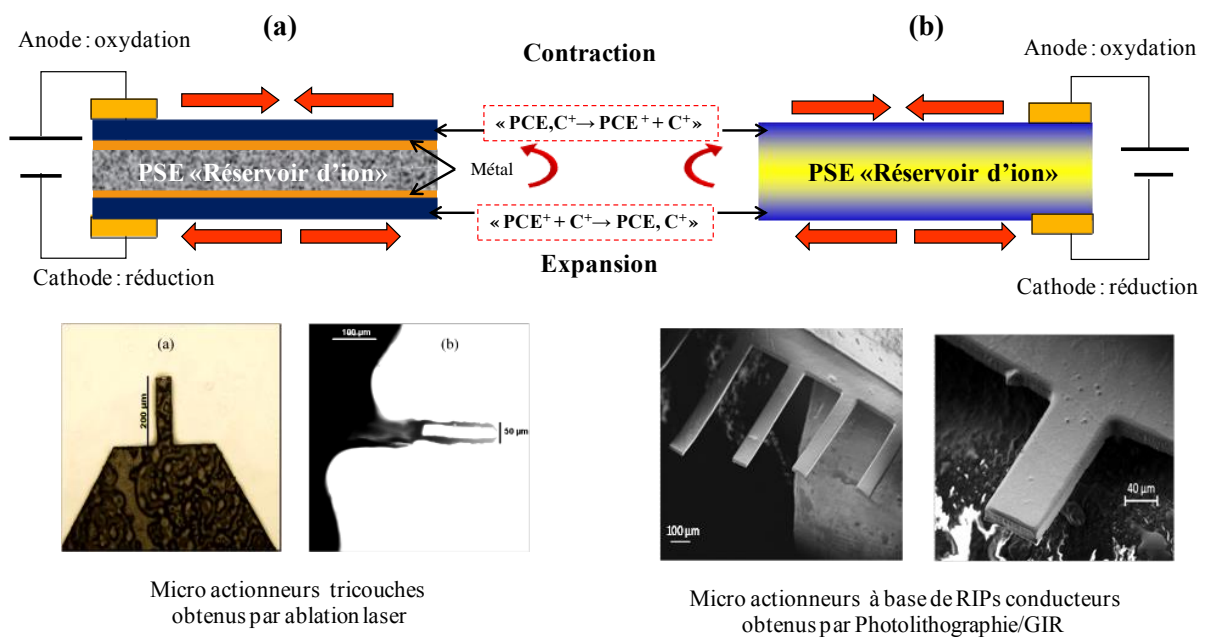 (a)
(b)
Anode : oxydation
Anode : oxydation
Contraction
« PCE,C⁺→ PCE⁺ + C⁺»
PSE «Réservoir d’ion»
Métal
PSE «Réservoir d’ion»
« PCE⁺ + C⁺→ PCE, C⁺»
Expansion
Cathode : réduction
Cathode : réduction
(a)
200 µm
100 µm
(b)
50 µm
100 µm
40 µm
Micro actionneurs tricouches
obtenus par ablation laser
Micro actionneurs à base de RIPs conducteurs
obtenus par Photolithographie/GIR